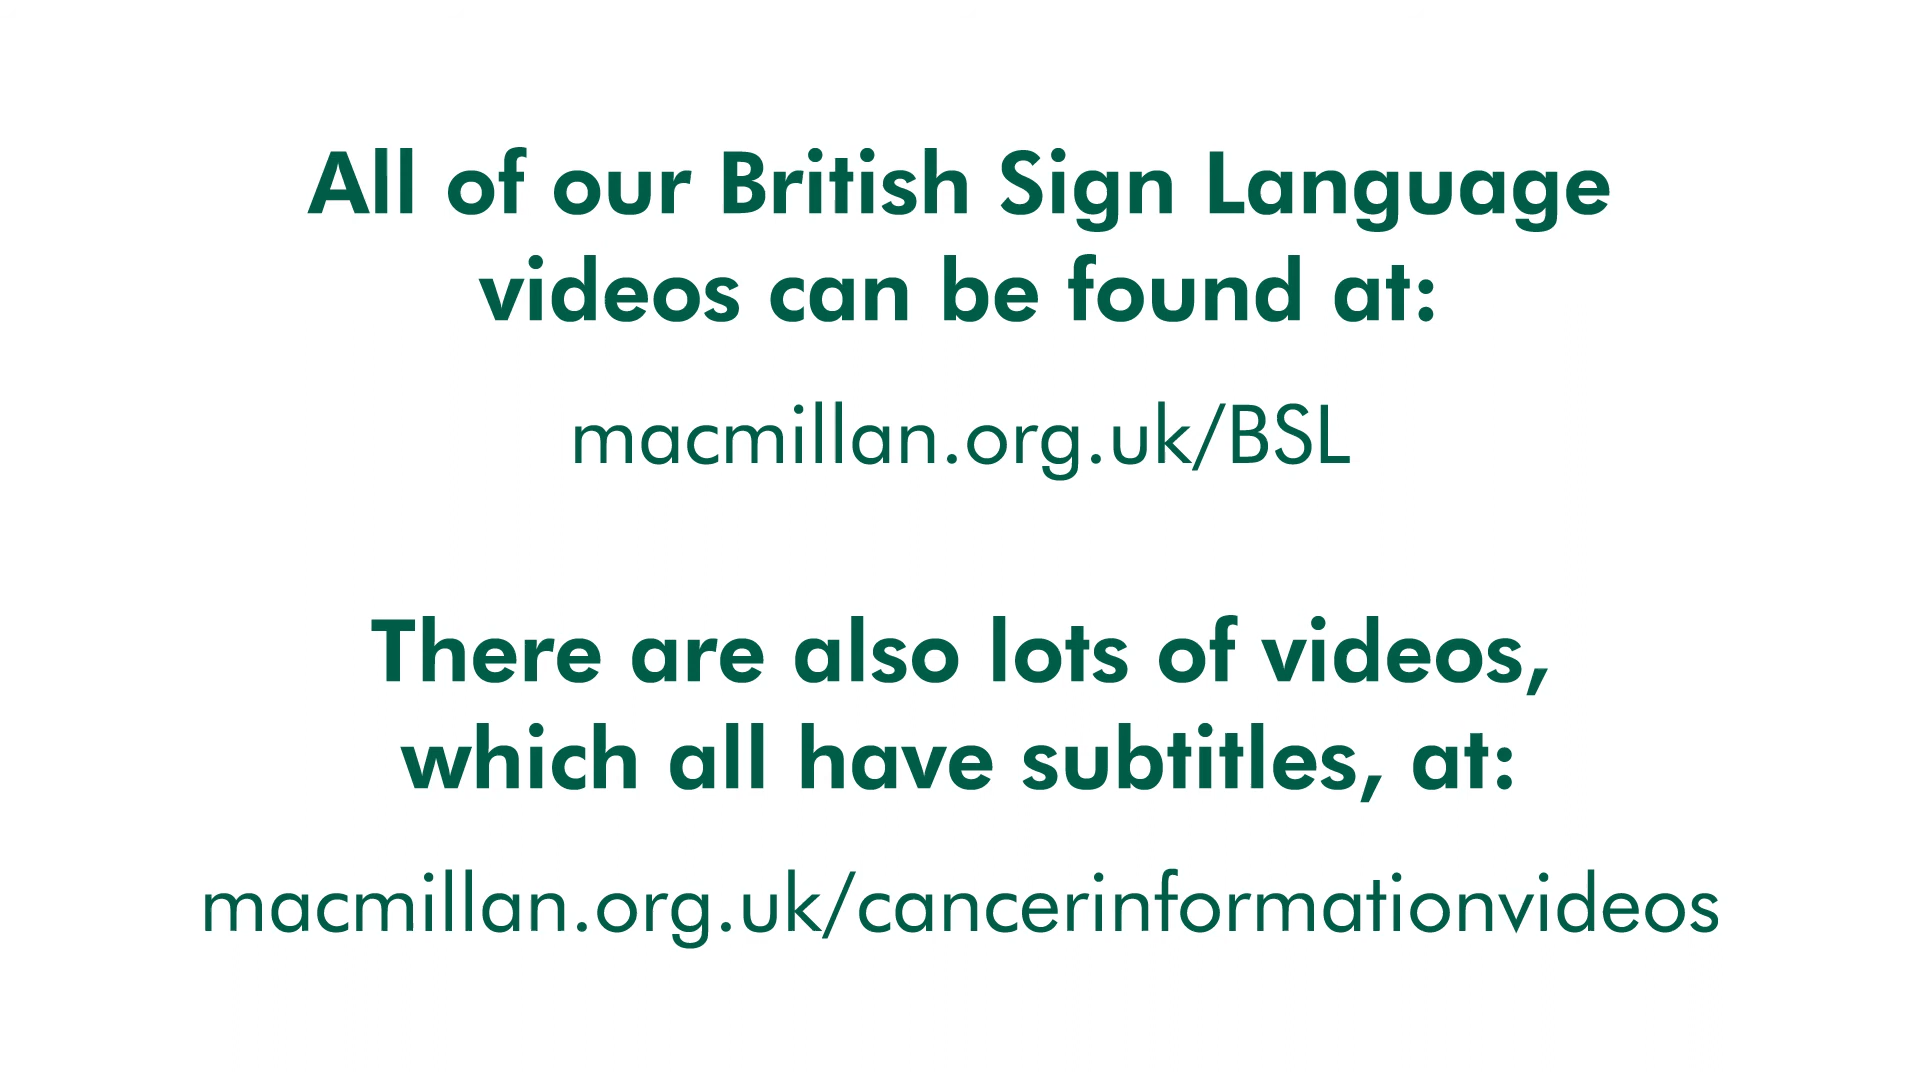 All of our British Sign Language
videos can be found at:
macmillan.org.uk/BSL
There are also lots of videos,
which all have subtitles, at:
macmillan.org.uk/cancerinformationvideos